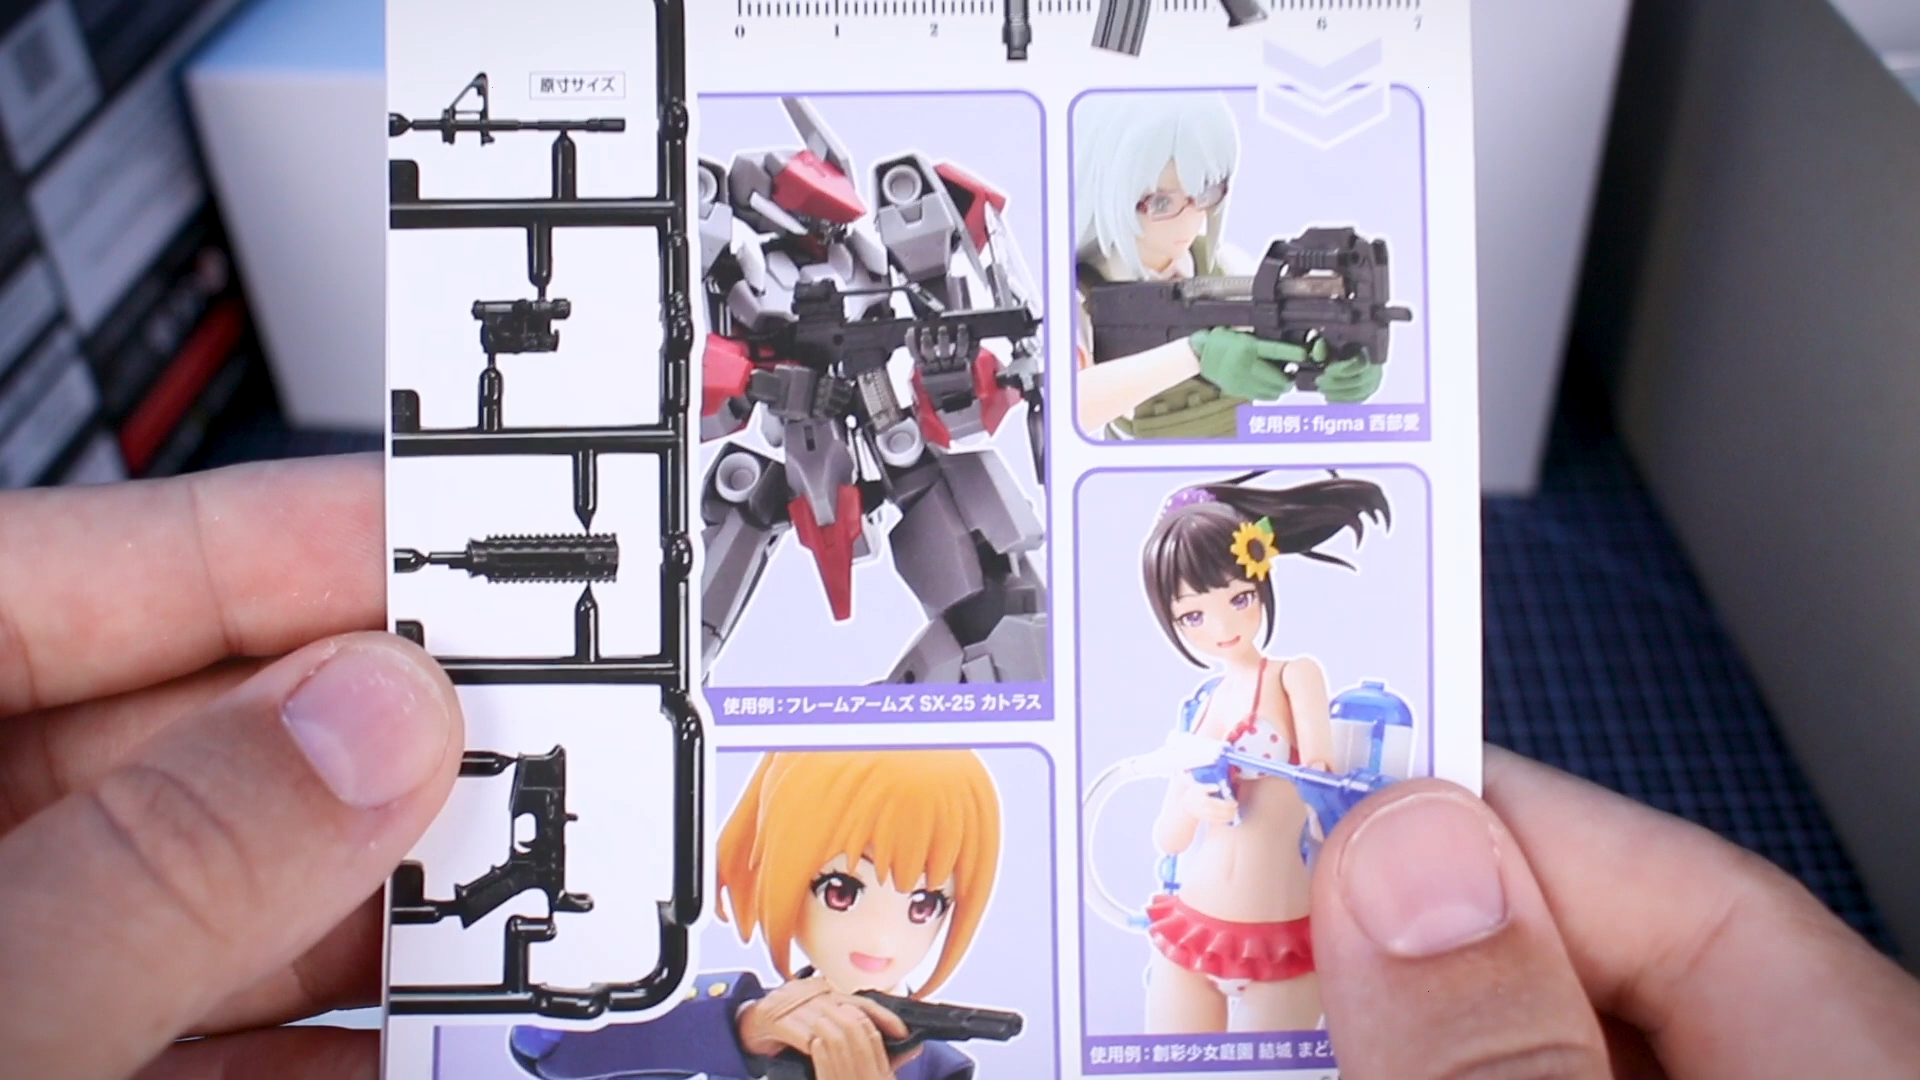 0 1 2 6 7
原寸サイズ
使用例：figma 西部愛
使用例：フレームアームズ SX-25 カトラス
使用例：創彩少女庭園 結城 まど